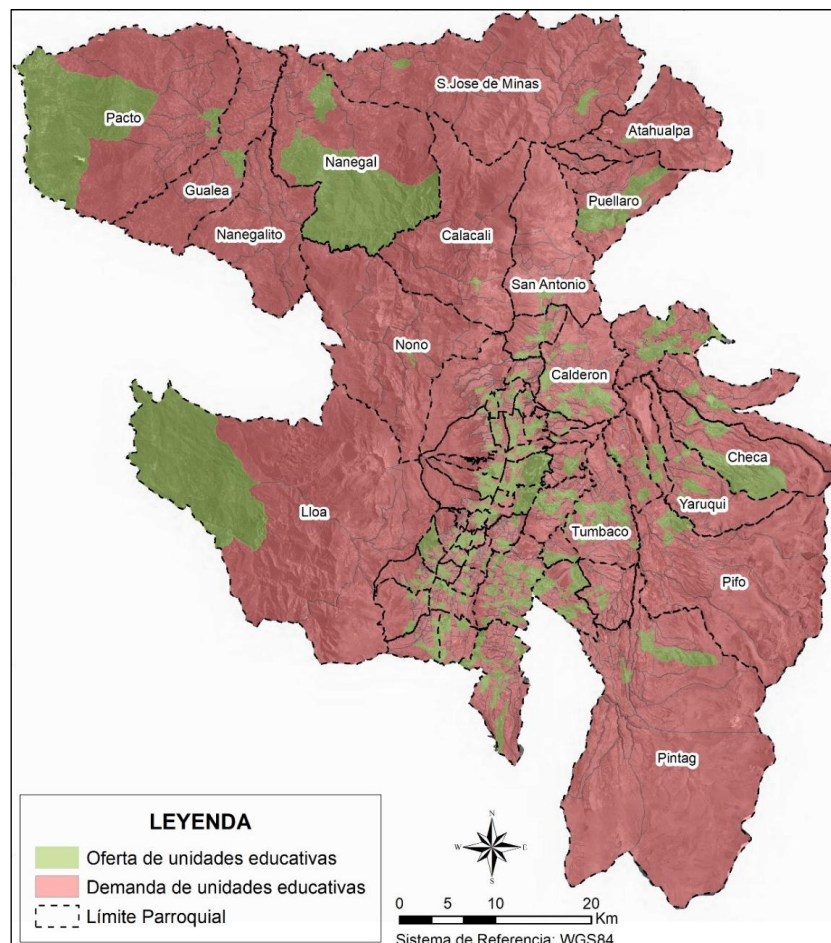 S.Jose de Minas
Pacto
Atahualpa
Nanegal
Gualea
Puellaro
Nanegalito
Calacali
San Antonio
Nono
Calderon
Checa
Lloa
Yaruqui
Tumbaco
Pifo
Pintag
LEYENDA
Oferta de unidades educativas
Demanda de unidades educativas
Límite Parroquial
N
W
E
S
0 5 10 20
Km
Sistema de Referencia: WGS84